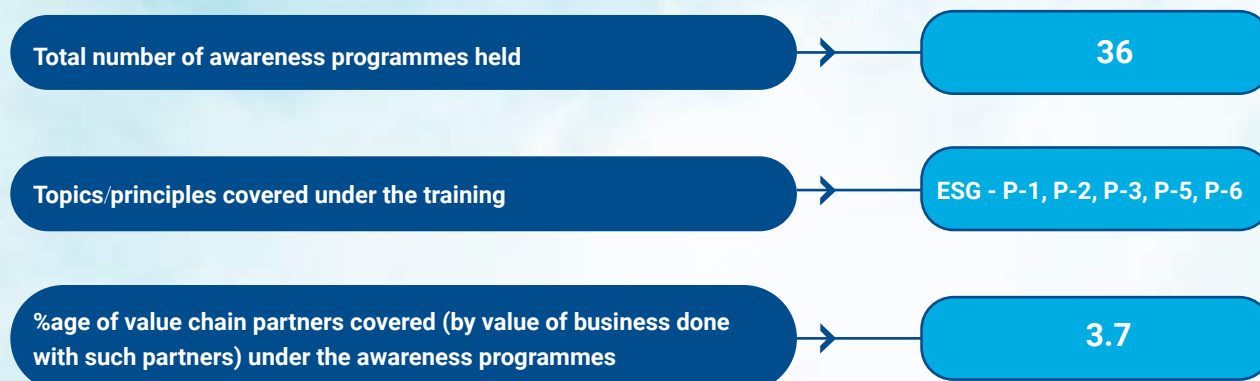 Total number of awareness programmes held
36
Topics/principles covered under the training
ESG - P-1, P-2, P-3, P-5, P-6
%age of value chain partners covered (by value of business done
with such partners) under the awareness programmes
3.7